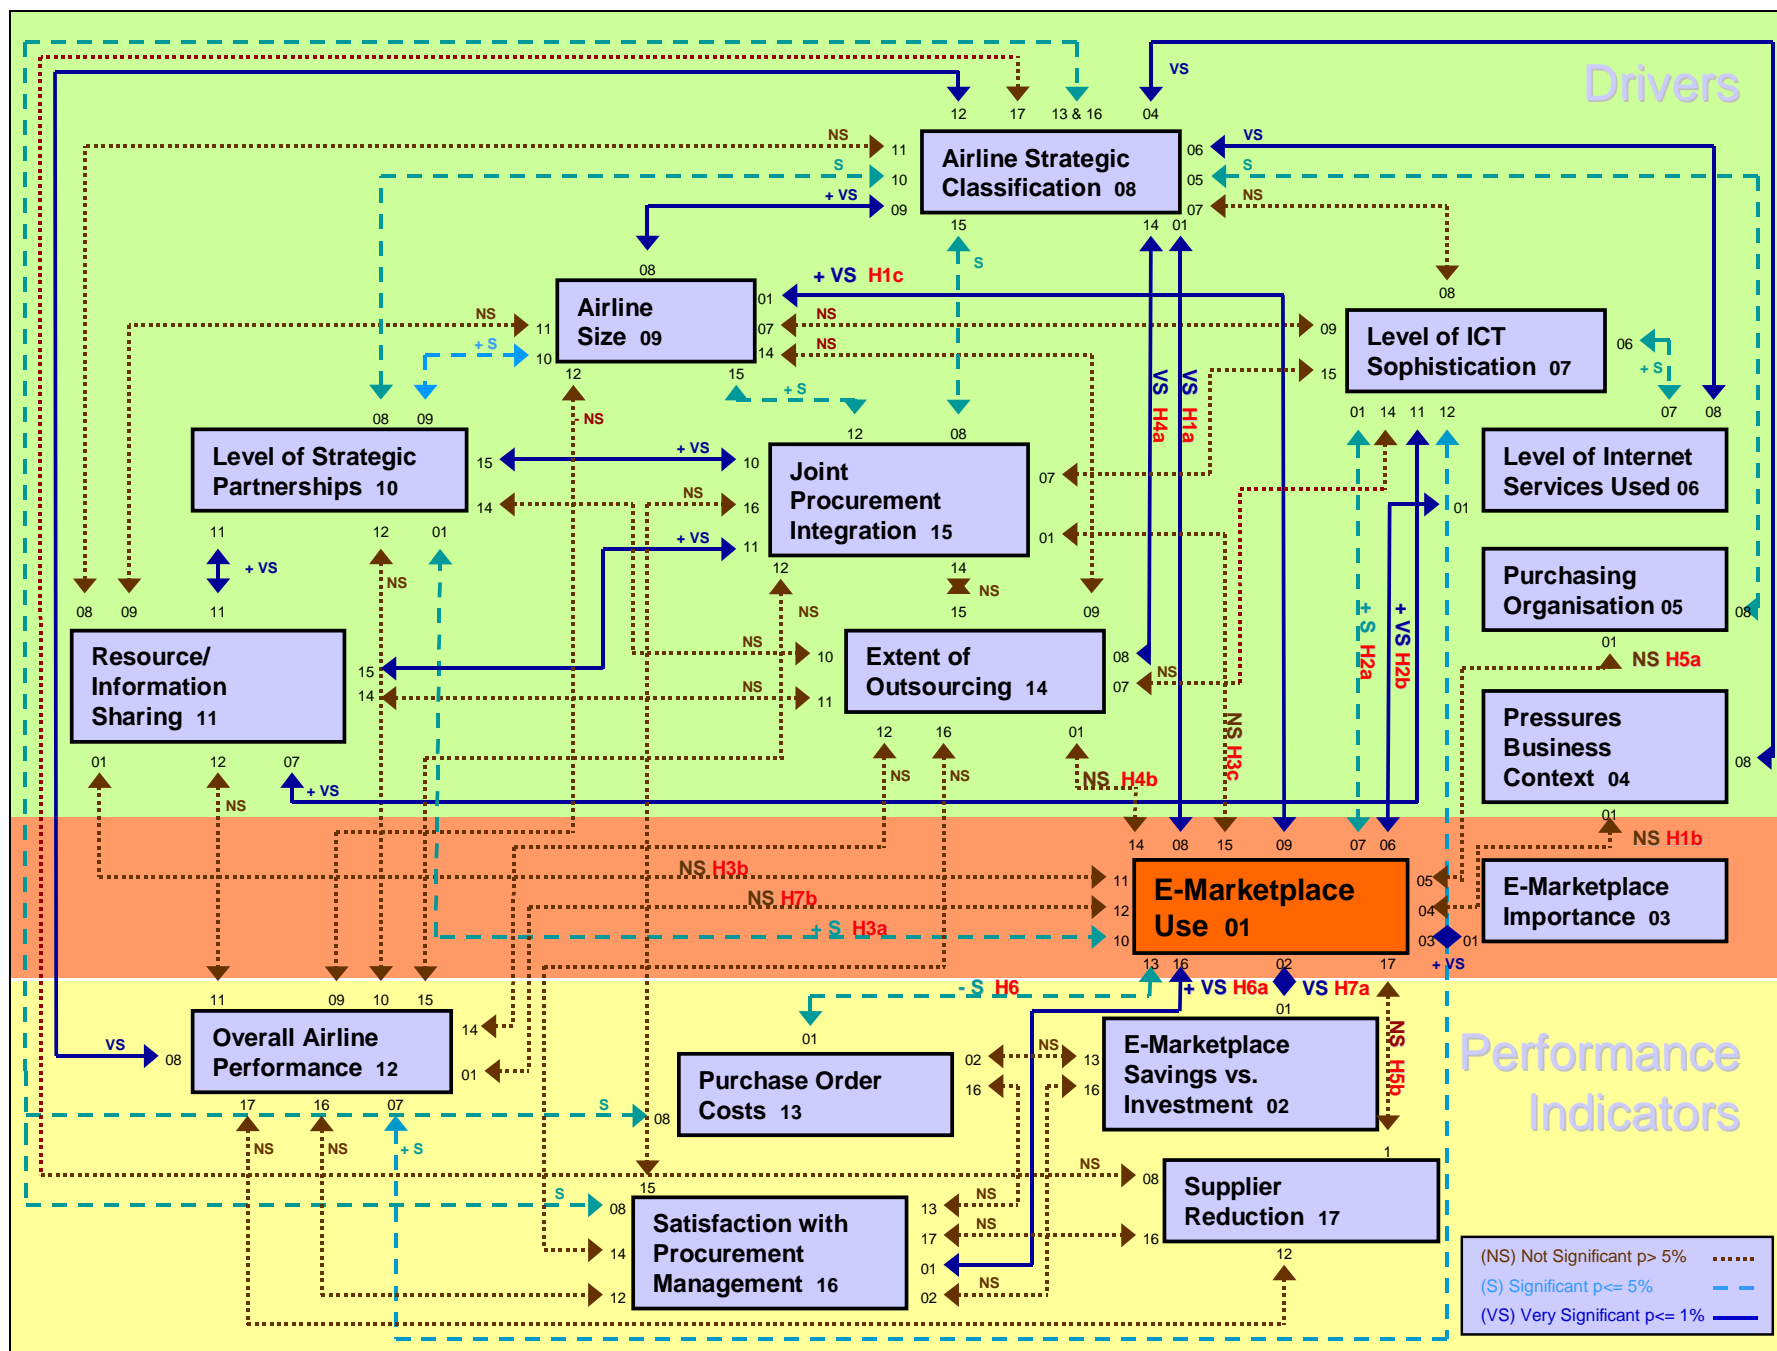 VS
Drivers
12
17
13 & 16
04
NS
11
Airline Strategic
Classification 08
06
VS
S
10
05
S
+ VS
09
07
NS
15
14
01
S
08
+ VS H1c
08
Airline
Size 09
01
NS
11
07
NS
09
+ S
10
14
NS
Level of ICT
Sophistication 07
06
15
+ S
12
15
+ S
VS H4a
VS H1a
08
09
- NS
12
08
01
14
11
12
07
08
Level of Strategic
Partnerships 10
15
+ VS
10
Joint
Procurement
Integration 15
07
Level of Internet
Services Used 06
14
NS
16
01
01
11
12
01
+ VS
11
+ VS
NS
12
NS
14
NS
Purchasing
Organisation 05
08
09
11
15
09
08
+ S H2a
+ VS H2b
01
NS H5a
Resource/
Information
Sharing 11
15
14
NS
10
Extent of
Outsourcing 14
08
07
NS
NS
11
Pressures
Business
Context 04
08
12
16
01
NS H3c
01
12
07
NS
NS
NS H4b
NS
+ VS
01
14
08
15
09
07
06
NS H1b
NS H3b
11
E-Marketplace
Use 01
05
E-Marketplace
Importance 03
NS H7b
12
04
+ S H3a
10
03
01
13
16
02
17
+ VS
- S H6
+ VS H6a
VS H7a
11
09
10
15
01
01
Overall Airline
Performance 12
14
VS
08
01
Purchase Order
Costs 13
02
NS
13
16
16
E-Marketplace
Savings vs.
Investment 02
NS H5b
Performance
Indicators
17
16
07
S
08
NS
NS
+ S
1
15
NS
08
Supplier
Reduction 17
S
08
Satisfaction with
Procurement
Management 16
13
NS
14
17
NS
16
01
12
12
02
NS
(NS) Not Significant p> 5%
(S) Significant p<= 5%
(VS) Very Significant p<= 1%